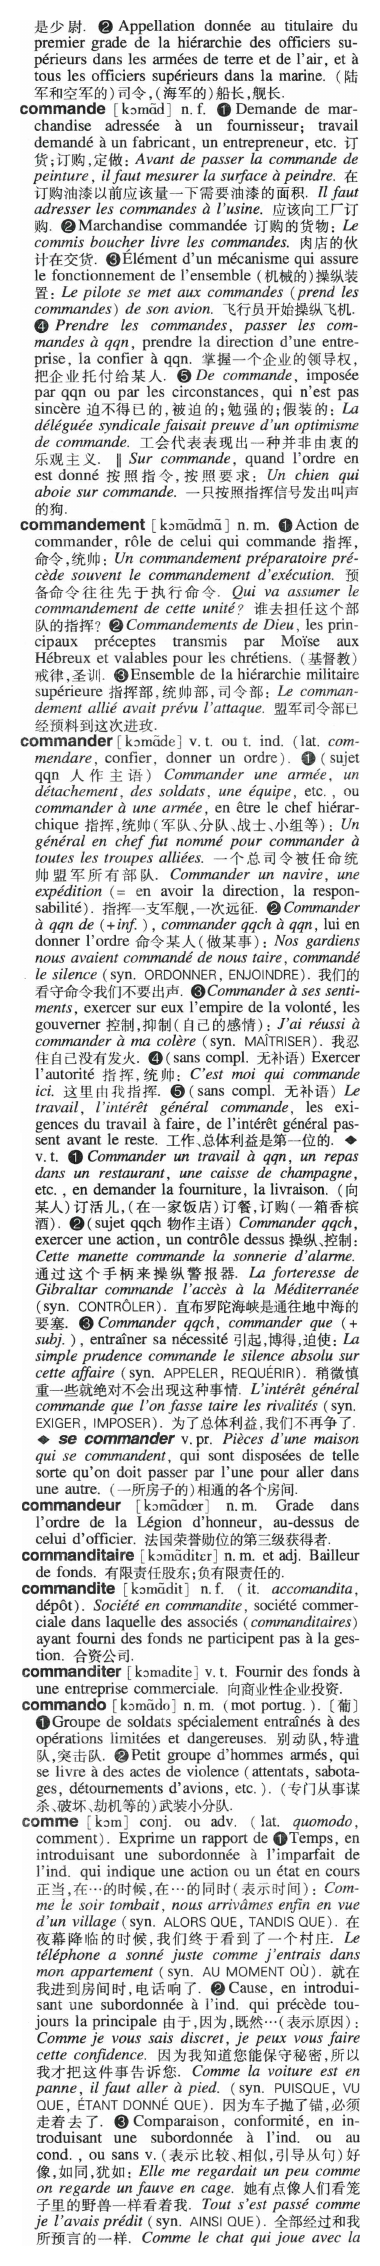 是少尉. ❷ Appellation donnée au titulaire du
premier grade de la hiérarchie des officiers su-
périeurs dans les armées de terre et de l'air, et à
tous les officiers supérieurs dans la marine. (陆
军和空军的)司令,(海军的)船长,舰长.
commande [kɔmɑ̃d] n. f. ❶ Demande de mar-
chandise adressée à un fournisseur; travail
demandé à un fabricant, un entrepreneur, etc. 订
货;订购,定做: Avant de passer la commande de
peinture, il faut mesurer la surface à peindre. 在
订购油漆以前应该量一下需要油漆的面积. Il faut
adresser les commandes à l'usine. 应该向工厂订
购. ❷ Marchandise commandée 订购的货物: Le
commis boucher livre les commandes. 肉店的伙
计在交货. ❸ Élément d'un mécanisme qui assure
le fonctionnement de l'ensemble (机械的)操纵装
置: Le pilote se met aux commandes (prend les
commandes) de son avion. 飞行员开始操纵飞机.
❹ Prendre les commandes, passer les com-
mandes à qqn, prendre la direction d'une entre-
prise, la confier à qqn. 掌握一个企业的领导权,
把企业托付给某人. ❺ De commande, imposée
par qqn ou par les circonstances, qui n'est pas
sincère 迫不得已的,被迫的;勉强的;假装的: La
déléguée syndicale faisait preuve d'un optimisme
de commande. 工会代表表现出一种并非由衷的
乐观主义. ‖ Sur commande, quand l'ordre en
est donné 按照指令,按照要求: Un chien qui
aboie sur commande. 一只按照指挥信号发出叫声
的狗.
commandement [kɔmɑ̃dmɑ̃] n. m. ❶ Action de
commander, rôle de celui qui commande 指挥,
命令,统帅: Un commandement préparatoire pré-
cède souvent le commandement d'exécution. 预
备命令往往先于执行命令. Qui va assumer le
commandement de cette unité? 谁去担任这个部
队的指挥? ❷ Commandements de Dieu, les prin-
cipaux préceptes transmis par Moïse aux
Hébreux et valables pour les chrétiens. (基督教)
戒律,圣训. ❸ Ensemble de la hiérarchie militaire
supérieure 指挥部,统帅部,司令部: Le comman-
dement allié avait prévu l'attaque. 盟军司令部已
经预料到这次进攻.
commander [kɔmɑ̃de] v. t. ou t. ind. (lat. com-
mendare, confier, donner un ordre). ❶ (sujet
qqn 人作主语) Commander une armée, un
détachement, des soldats, une équipe, etc., ou
commander à une armée, en être le chef hiérar-
chique 指挥,统帅(军队、分队、战士、小组等): Un
général en chef fut nommé pour commander à
toutes les troupes alliées. 一个总司令被任命统
帅盟军所有部队. Commander un navire, une
expédition (= en avoir la direction, la respon-
sabilité). 指挥一支军舰,一次远征. ❷ Commander
à qqn de (+inf.), commander qqch à qqn, lui en
donner l'ordre 命令某人(做某事): Nos gardiens
nous avaient commandé de nous taire, commandé
le silence (syn. ORDONNER, ENJOINDRE). 我们的
看守命令我们不要出声. ❸ Commander à ses senti-
ments, exercer sur eux l'empire de la volonté, les
gouverner 控制,抑制(自己的感情): J'ai réussi à
commander à ma colère (syn. MAÎTRISER). 我忍
住自己没有发火. ❹ (sans compl. 无补语) Exercer
l'autorité 指挥,统帅: C'est moi qui commande
ici. 这里由我指挥. ❺ (sans compl. 无补语) Le
travail, l'intérêt général commande, les exi-
gences du travail à faire, de l'intérêt général pas-
sent avant le reste. 工作、总体利益是第一位的. ◆
v. t. ❶ Commander un travail à qqn, un repas
dans un restaurant, une caisse de champagne,
etc., en demander la fourniture, la livraison. (向
某人)订活儿,(在一家饭店)订餐,订购(一箱香槟
酒). ❷ (sujet qqch 物作主语) Commander qqch,
exercer une action, un contrôle dessus 操纵、控制:
Cette manette commande la sonnerie d'alarme.
通过这个手柄来操纵警报器. La forteresse de
Gibraltar commande l'accès à la Méditerranée
(syn. CONTRÔLER). 直布罗陀海峡是通往地中海的
要塞. ❸ Commander qqch, commander que (+
subj.), entraîner sa nécessité 引起,博得,迫使: La
simple prudence commande le silence absolu sur
cette affaire (syn. APPELER, REQUÉRIR). 稍微慎
重一些就绝对不会出现这种事情. L'intérêt général
commande que l'on fasse taire les rivalités (syn.
EXIGER, IMPOSER). 为了总体利益,我们不再争了.
◆ se commander v. pr. Pièces d'une maison
qui se commandent, qui sont disposées de telle
sorte qu'on doit passer par l'une pour aller dans
une autre. (一所房子的)相通的各个房间.
commandeur [kɔmɑ̃dœr] n. m. Grade dans
l'ordre de la Légion d'honneur, au-dessus de
celui d'officier. 法国荣誉勋位的第三级获得者.
commanditaire [kɔmɑ̃ditɛr] n. m. et adj. Bailleur
de fonds. 有限责任股东;负有限责任的.
commandite [kɔmɑ̃dit] n. f. (it. accomandita,
dépôt). Société en commandite, société commer-
ciale dans laquelle des associés (commanditaires)
ayant fourni des fonds ne participent pas à la ges-
tion. 合资公司.
commanditer [kɔmadite] v. t. Fournir des fonds à
une entreprise commerciale. 向商业性企业投资.
commando [kɔmɑ̃do] n. m. (mot portug.). [葡]
❶ Groupe de soldats spécialement entraînés à des
opérations limitées et dangereuses. 别动队,特遣
队,突击队. ❷ Petit groupe d'hommes armés, qui
se livre à des actes de violence (attentats, sabota-
ges, détournements d'avions, etc.). (专门从事谋
杀、破坏、劫机等的)武装小分队.
comme [kɔm] conj. ou adv. (lat. quomodo,
comment). Exprime un rapport de ❶ Temps, en
introduisant une subordonnée à l'imparfait de
l'ind. qui indique une action ou un état en cours
正当,在…的时候,在…的同时(表示时间): Com-
me le soir tombait, nous arrivâmes enfin en vue
d'un village (syn. ALORS QUE, TANDIS QUE). 在
夜幕降临的时候,我们终于看到了一个村庄. Le
téléphone a sonné juste comme j'entrais dans
mon appartement (syn. AU MOMENT OÙ). 就在
我进到房间时,电话响了. ❷ Cause, en introdui-
sant une subordonnée à l'ind. qui précède tou-
jours la principale 由于,因为,既然…(表示原因):
Comme je vous sais discret, je peux vous faire
cette confidence. 因为我知道您能保守秘密,所以
我才把这件事告诉您. Comme la voiture est en
panne, il faut aller à pied. (syn. PUISQUE, VU
QUE, ÉTANT DONNÉ QUE). 因为车子抛了锚,必须
走着去了. ❸ Comparaison, conformité, en in-
troduisant une subordonnée à l'ind. ou au
cond., ou sans v. (表示比较、相似,引导从句)好
像,如同,犹如: Elle me regardait un peu comme
on regarde un fauve en cage. 她有点像人们看笼
子里的野兽一样看着我. Tout s'est passé comme
je l'avais prédit (syn. AINSI QUE). 全部经过和我
所预言的一样. Comme le chat qui joue avec la